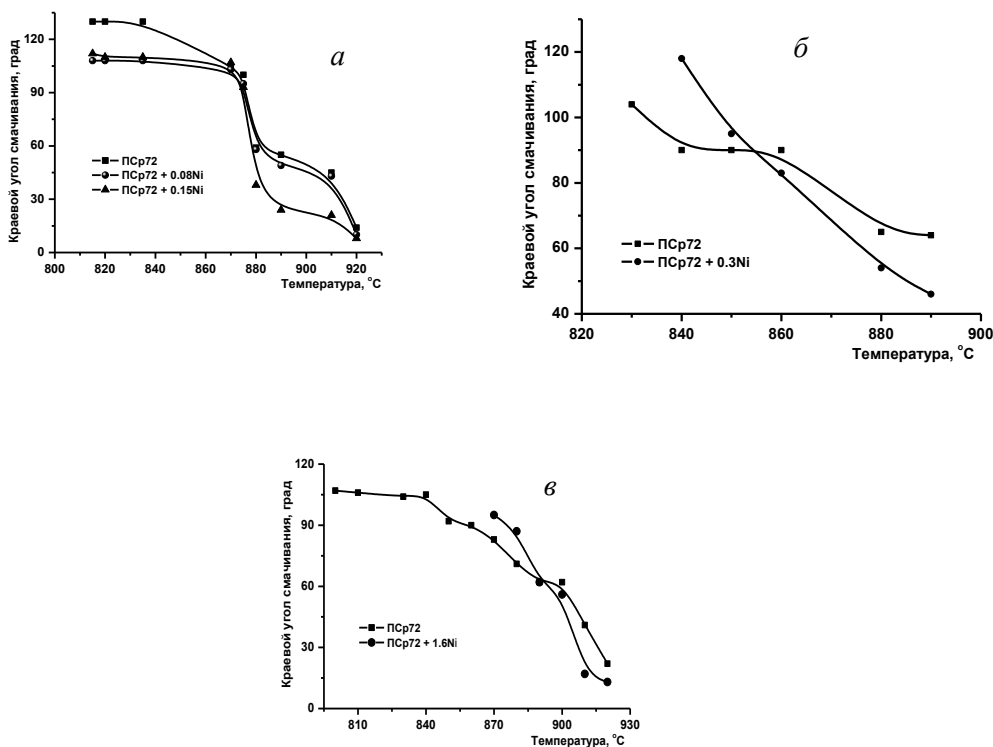 а
Краевой угол смачивания, град
120
90
60
30
0
ПСр72
ПСр72 + 0.08Ni
ПСр72 + 0.15Ni
800 820 840 860 880 900 920
Температура, °C
б
Краевой угол смачивания, град
120
100
80
60
40
ПСр72
ПСр72 + 0.3Ni
820 840 860 880 900
Температура, °C
в
Краевой угол смачивания, град
120
90
60
30
0
ПСр72
ПСр72 + 1.6Ni
810 840 870 900 930
Температура, °C